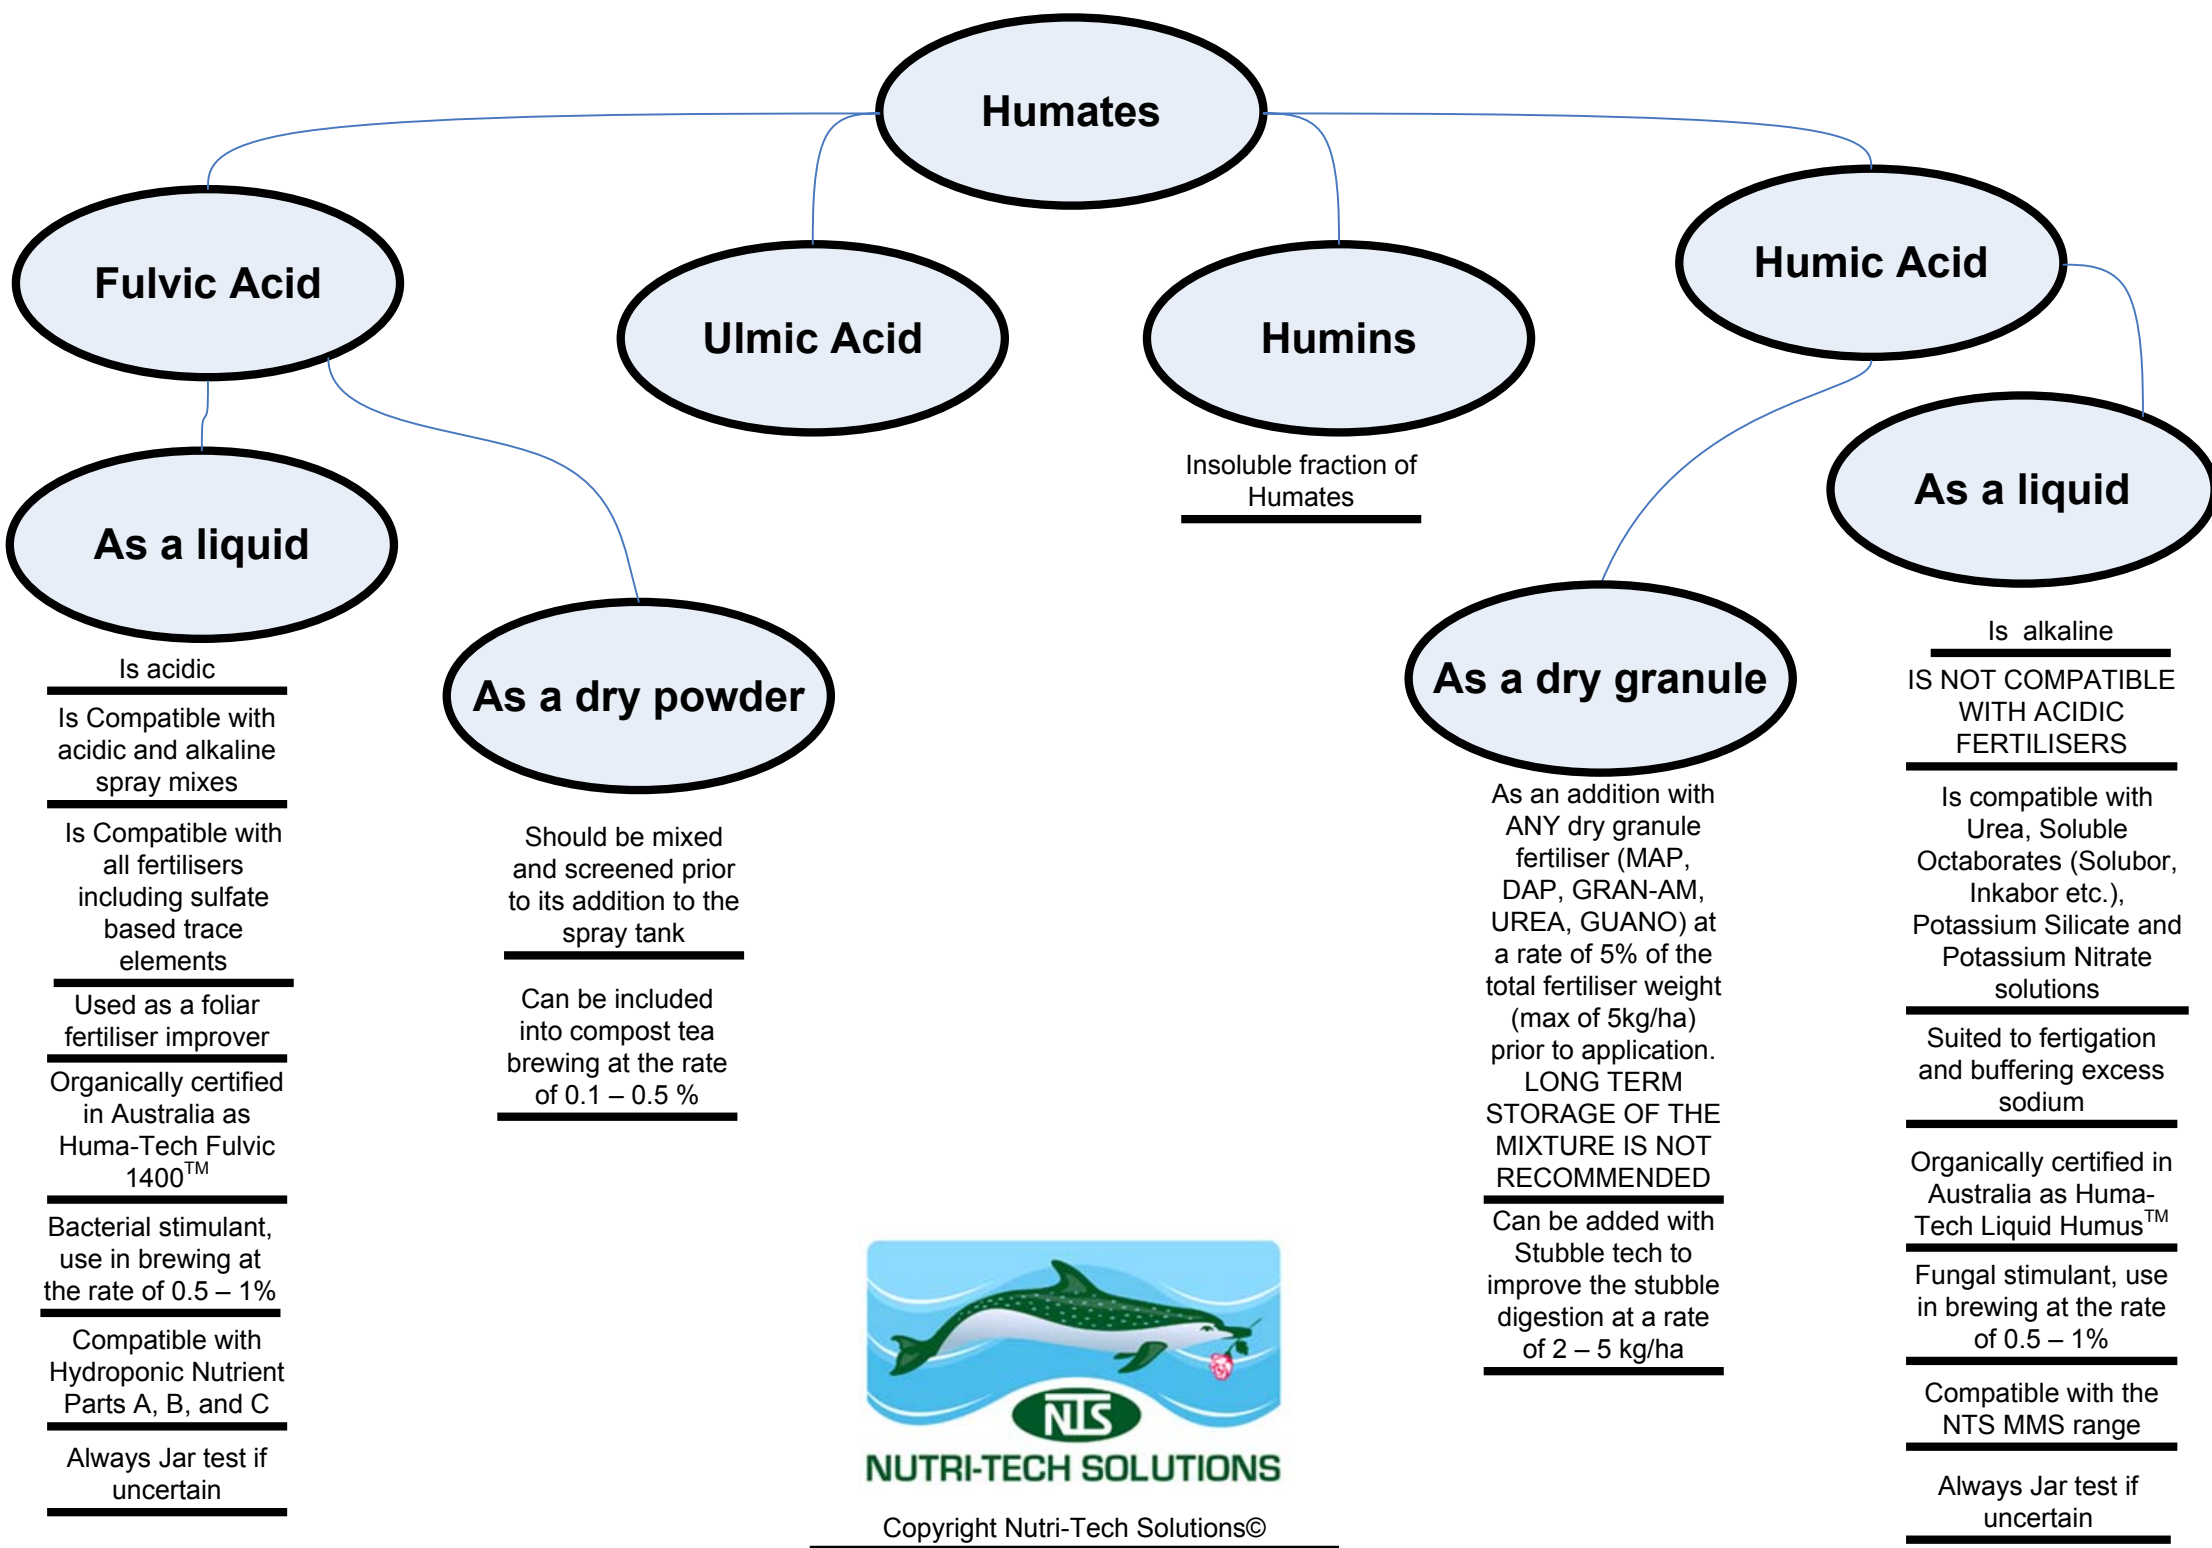 Humates
Fulvic Acid
Ulmic Acid
Humins
Humic Acid
Insoluble fraction of
Humates
As a liquid
Is acidic
Is Compatible with
acidic and alkaline
spray mixes
Is Compatible with
all fertilisers
including sulfate
based trace
elements
Used as a foliar
fertiliser improver
Organically certified
in Australia as
Huma-Tech Fulvic
1400TM
Bacterial stimulant,
use in brewing at
the rate of 0.5 – 1%
Compatible with
Hydroponic Nutrient
Parts A, B, and C
Always Jar test if
uncertain
As a dry powder
Should be mixed
and screened prior
to its addition to the
spray tank
Can be included
into compost tea
brewing at the rate
of 0.1 – 0.5 %
As a dry granule
As an addition with
ANY dry granule
fertiliser (MAP,
DAP, GRAN-AM,
UREA, GUANO) at
a rate of 5% of the
total fertiliser weight
(max of 5kg/ha)
prior to application.
LONG TERM
STORAGE OF THE
MIXTURE IS NOT
RECOMMENDED
Can be added with
Stubble tech to
improve the stubble
digestion at a rate
of 2 – 5 kg/ha
As a liquid
Is  alkaline
IS NOT COMPATIBLE
WITH ACIDIC
FERTILISERS
Is compatible with
Urea, Soluble
Octaborates (Solubor,
Inkabor etc.),
Potassium Silicate and
Potassium Nitrate
solutions
Suited to fertigation
and buffering excess
sodium
Organically certified in
Australia as Huma-
Tech Liquid HumusTM
Fungal stimulant, use
in brewing at the rate
of 0.5 – 1%
Compatible with the
NTS MMS range
Always Jar test if
uncertain
NTS
NUTRI-TECH SOLUTIONS
Copyright Nutri-Tech Solutions©